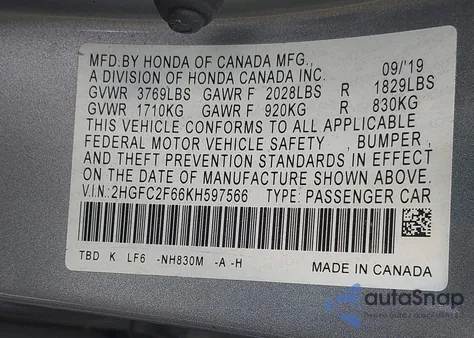 MFD. BY HONDA OF CANADA MFG.,
A DIVISION OF HONDA CANADA INC. 09/'19
GVWR 3769LBS GAWR F 2028LBS R 1829LBS
GVWR 1710KG GAWR F 920KG R 830KG
THIS VEHICLE CONFORMS TO ALL APPLICABLE
FEDERAL MOTOR VEHICLE SAFETY , BUMPER,
AND THEFT PREVENTION STANDARDS IN EFFECT
ON THE DATE OF MANUFACTURE SHOWN ABOVE.
V.I.N: 2HGFC2F66KH597566 TYPE: PASSENGER CAR
TBD K LF6 -NH830M -A -H
MADE IN CANADA
autoSnap